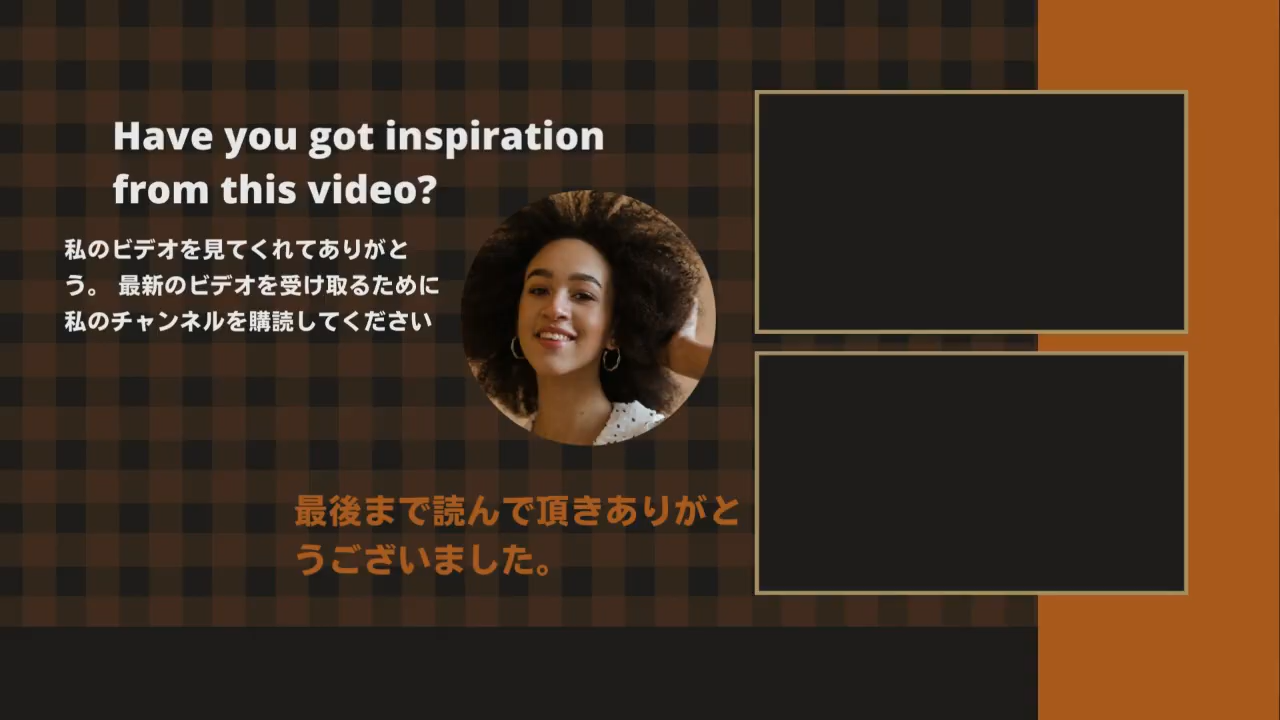 Have you got inspiration
from this video?
私のビデオを見てくれてありがと
う。 最新のビデオを受け取るために
私のチャンネルを購読してください
最後まで読んで頂きありがと
うございました。